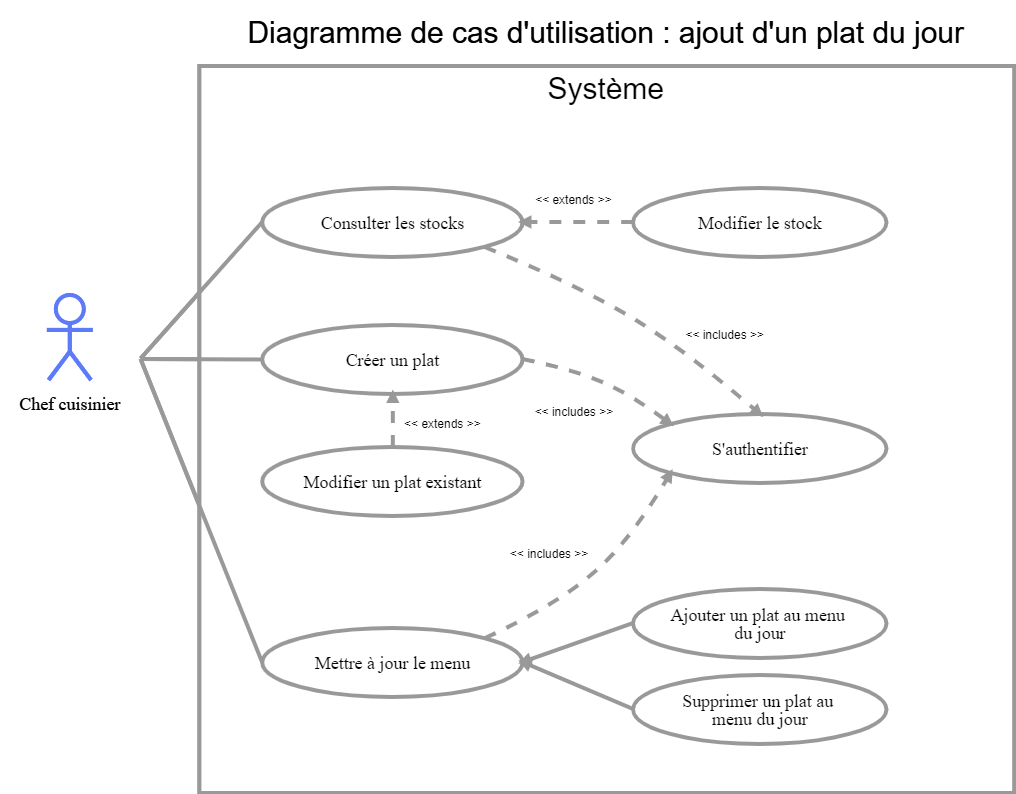 Diagramme de cas d'utilisation : ajout d'un plat du jour
Système
Consulter les stocks
<< extends >>
Modifier le stock
<< includes >>
Créer un plat
Chef cuisinier
<< includes >>
<< extends >>
S'authentifier
Modifier un plat existant
<< includes >>
Ajouter un plat au menu
du jour
Mettre à jour le menu
Supprimer un plat au
menu du jour